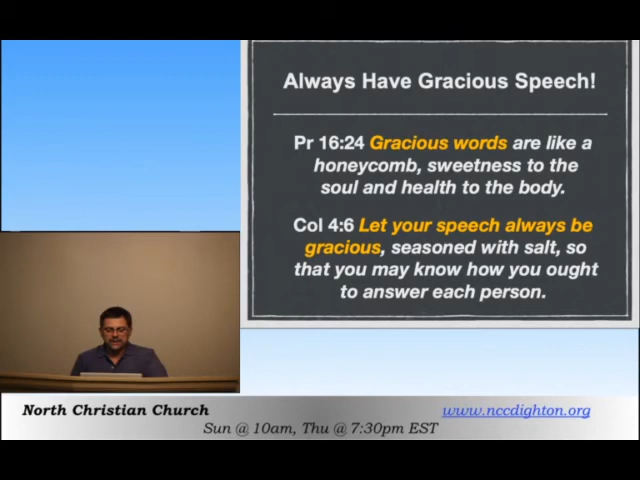 Always Have Gracious Speech!
Pr 16:24 Gracious words are like a
honeycomb, sweetness to the
soul and health to the body.
Col 4:6 Let your speech always be
gracious, seasoned with salt, so
that you may know how you ought
to answer each person.
North Christian Church
www.nccdighton.org
Sun @ 10am, Thu @ 7:30pm EST